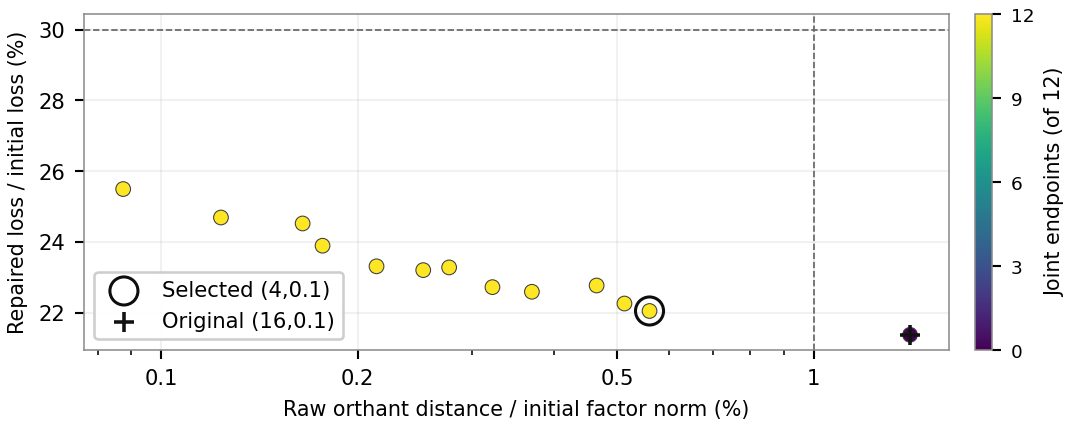 Repaired loss / initial loss (%)
30
28
26
24
22
Selected (4,0.1)
Original (16,0.1)
0.1
0.2
0.5
1
Raw orthant distance / initial factor norm (%)
12
9
6
3
0
Joint endpoints (of 12)